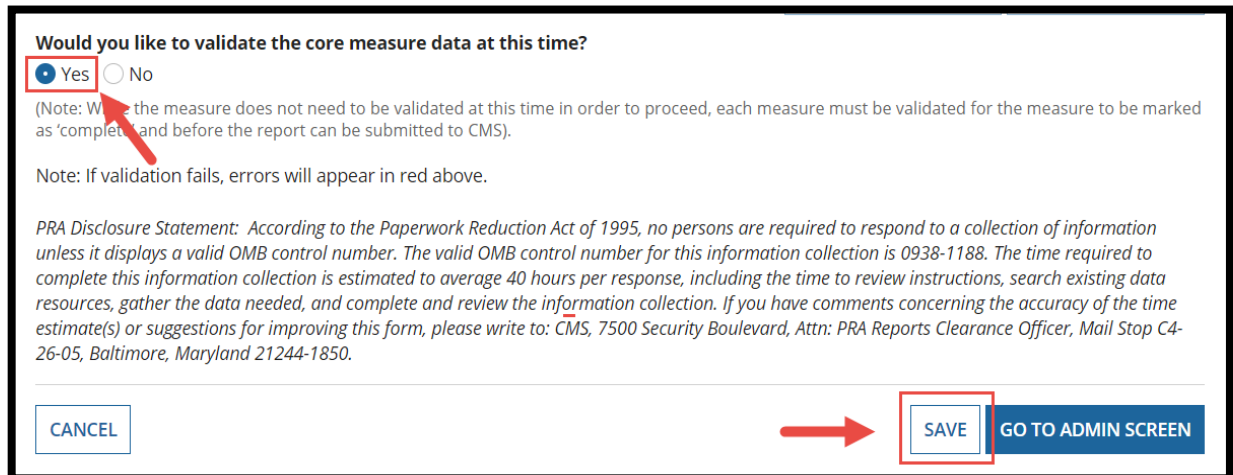 Would you like to validate the core measure data at this time?
Yes No
(Note: the measure does not need to be validated at this time in order to proceed, each measure must be validated for the measure to be marked
as ‘complete’ and before the report can be submitted to CMS).
Note: If validation fails, errors will appear in red above.
PRA Disclosure Statement: According to the Paperwork Reduction Act of 1995, no persons are required to respond to a collection of information
unless it displays a valid OMB control number. The valid OMB control number for this information collection is 0938-1188. The time required to
complete this information collection is estimated to average 40 hours per response, including the time to review instructions, search existing data
resources, gather the data needed, and complete and review the information collection. If you have comments concerning the accuracy of the time
estimate(s) or suggestions for improving this form, please write to: CMS, 7500 Security Boulevard, Attn: PRA Reports Clearance Officer, Mail Stop C4-
26-05, Baltimore, Maryland 21244-1850.
CANCEL SAVE GO TO ADMIN SCREEN